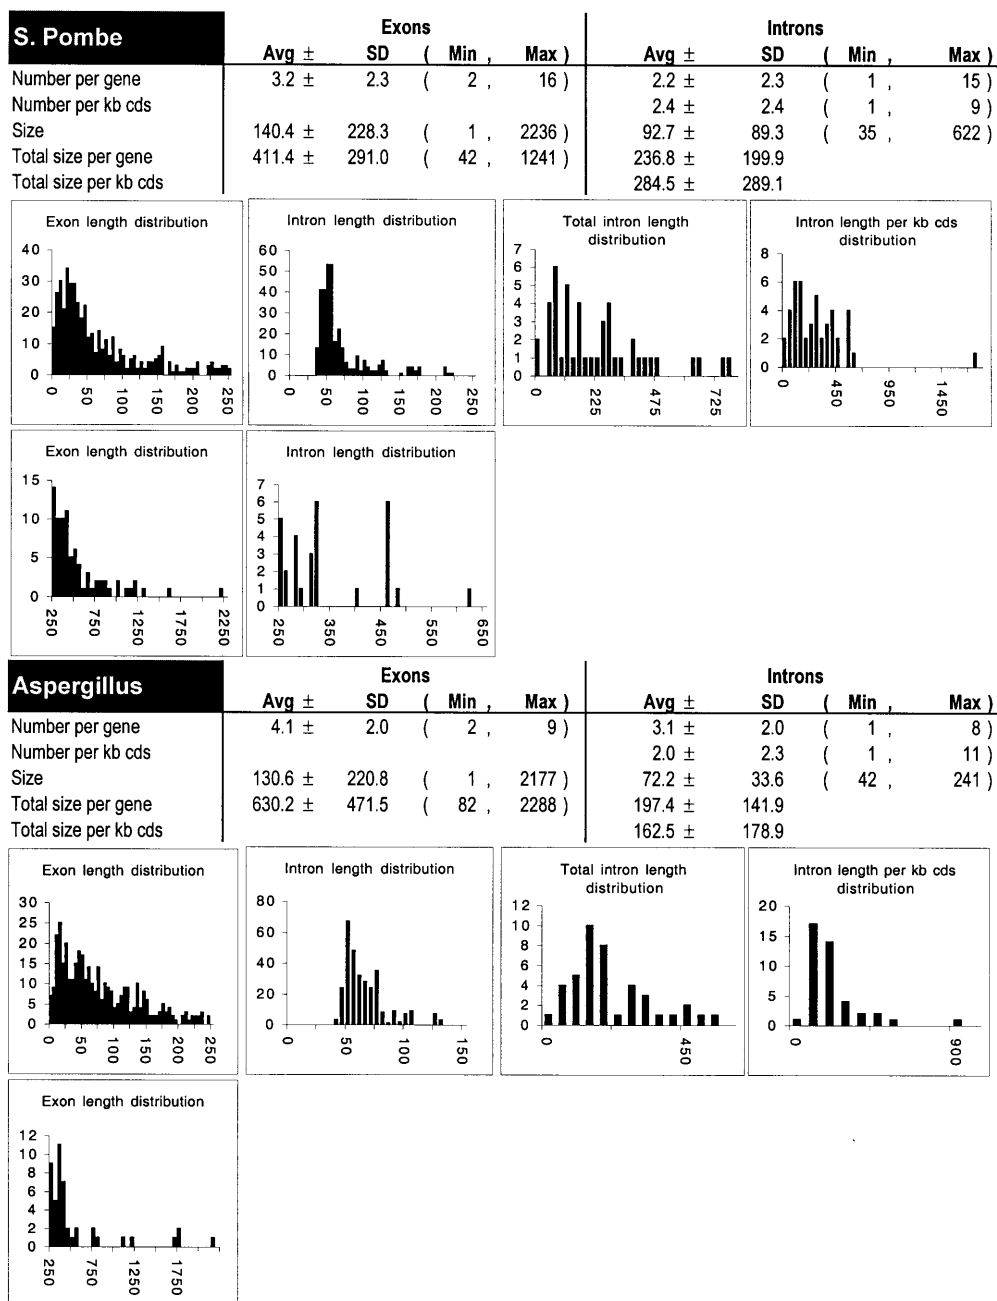 S. Pombe
Exons Introns
Avg ± SD ( Min , Max ) Avg ± SD ( Min , Max )
Number per gene 3.2 ± 2.3 ( 2 , 16 ) 2.2 ± 2.3 ( 1 , 15 )
Number per kb cds 2.4 ± 2.4 ( 1 , 9 )
Size 140.4 ± 228.3 ( 1 , 2236 ) 92.7 ± 89.3 ( 35 , 622 )
Total size per gene 411.4 ± 291.0 ( 42 , 1241 ) 236.8 ± 199.9
Total size per kb cds 284.5 ± 289.1
Exon length distribution
40
30
20
10
0
0 50 100 150 200 250
Intron length distribution
60
50
40
30
20
10
0
0 50 100 150 200 250
Total intron length
distribution
7
6
5
4
3
2
1
0
0 225 475 725
Intron length per kb cds
distribution
8
6
4
2
0
0 450 950 1450
Exon length distribution
15
10
5
0
250 750 1250 1750 2250
Intron length distribution
7
6
5
4
3
2
1
0
250 350 450 550 650
Aspergillus
Exons Introns
Avg ± SD ( Min , Max ) Avg ± SD ( Min , Max )
Number per gene 4.1 ± 2.0 ( 2 , 9 ) 3.1 ± 2.0 ( 1 , 8 )
Number per kb cds 2.0 ± 2.3 ( 1 , 11 )
Size 130.6 ± 220.8 ( 1 , 2177 ) 72.2 ± 33.6 ( 42 , 241 )
Total size per gene 630.2 ± 471.5 ( 82 , 2288 ) 197.4 ± 141.9
Total size per kb cds 162.5 ± 178.9
Exon length distribution
30
25
20
15
10
5
0
0 50 100 150 200 250
Intron length distribution
80
60
40
20
0
0 50 100 150
Total intron length
distribution
12
10
8
6
4
2
0
0 450
Intron length per kb cds
distribution
20
15
10
5
0
0 900
Exon length distribution
12
10
8
6
4
2
0
250 750 1250 1750